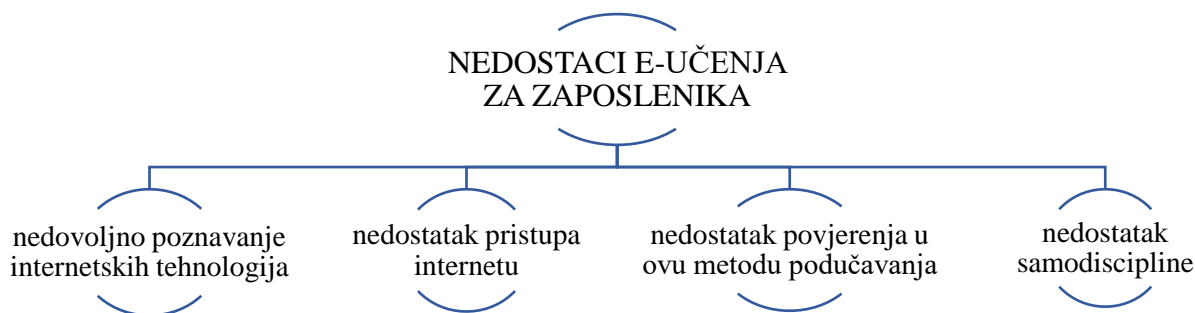 NEDOSTACI E-UČENJA
ZA ZAPOSLENIKA
nedovoljno poznavanje
internetskih tehnologija
nedostatak pristupa
internetu
nedostatak povjerenja u
ovu metodu podučavanja
nedostatak
samodiscipline